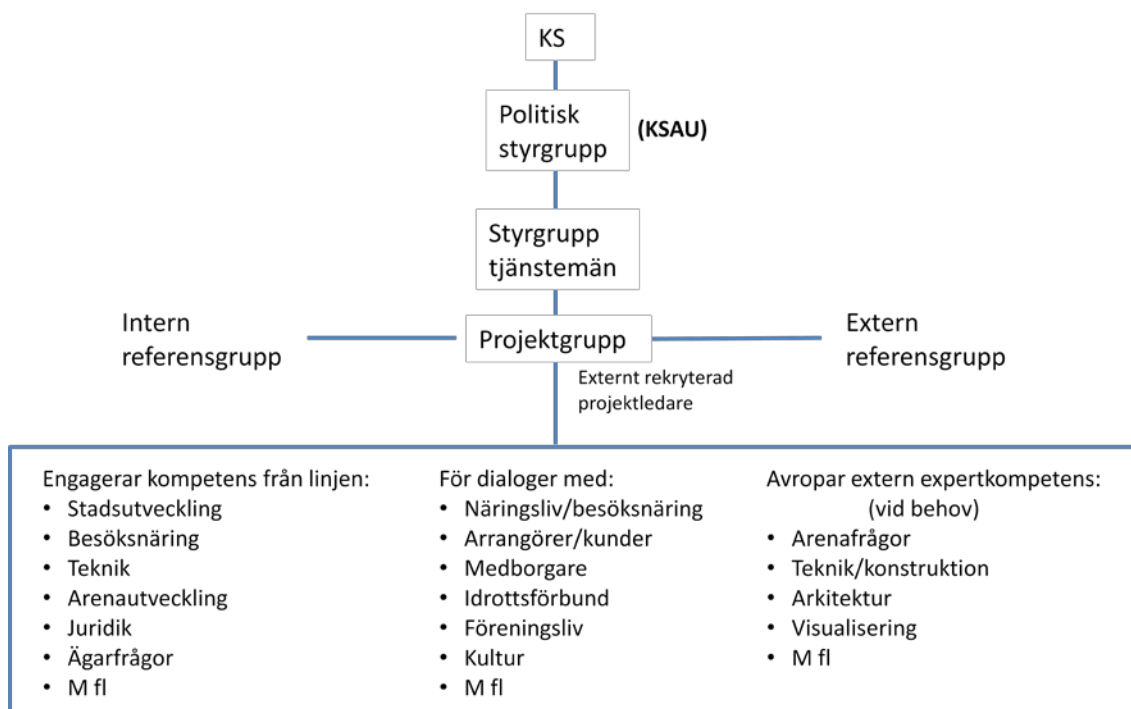 KS
Politisk
styrgrupp
(KSAU)
Styrgrupp
tjänstemän
Intern
referensgrupp
Projektgrupp
Extern
referensgrupp
Externt rekryterad
projektledare
Engagerar kompetens från linjen:
• Stadsutveckling
• Besöksnäring
• Teknik
• Arenautveckling
• Juridik
• Ägarfrågor
• M fl
För dialoger med:
• Näringsliv/besöksnäring
• Arrangörer/kunder
• Medborgare
• Idrottsförbund
• Föreningsliv
• Kultur
• M fl
Avropar extern expertkompetens:
(vid behov)
• Arenafrågor
• Teknik/konstruktion
• Arkitektur
• Visualisering
• M fl